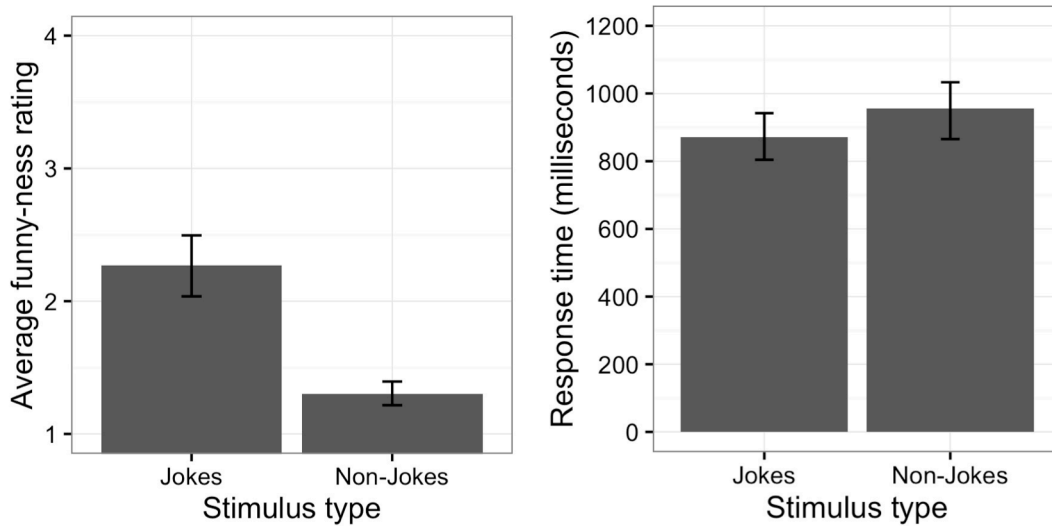 Average funny-ness rating
4
3
2
1
Jokes
Non-Jokes
Stimulus type
Response time (milliseconds)
1200
1000
800
600
400
200
0
Jokes
Non-Jokes
Stimulus type